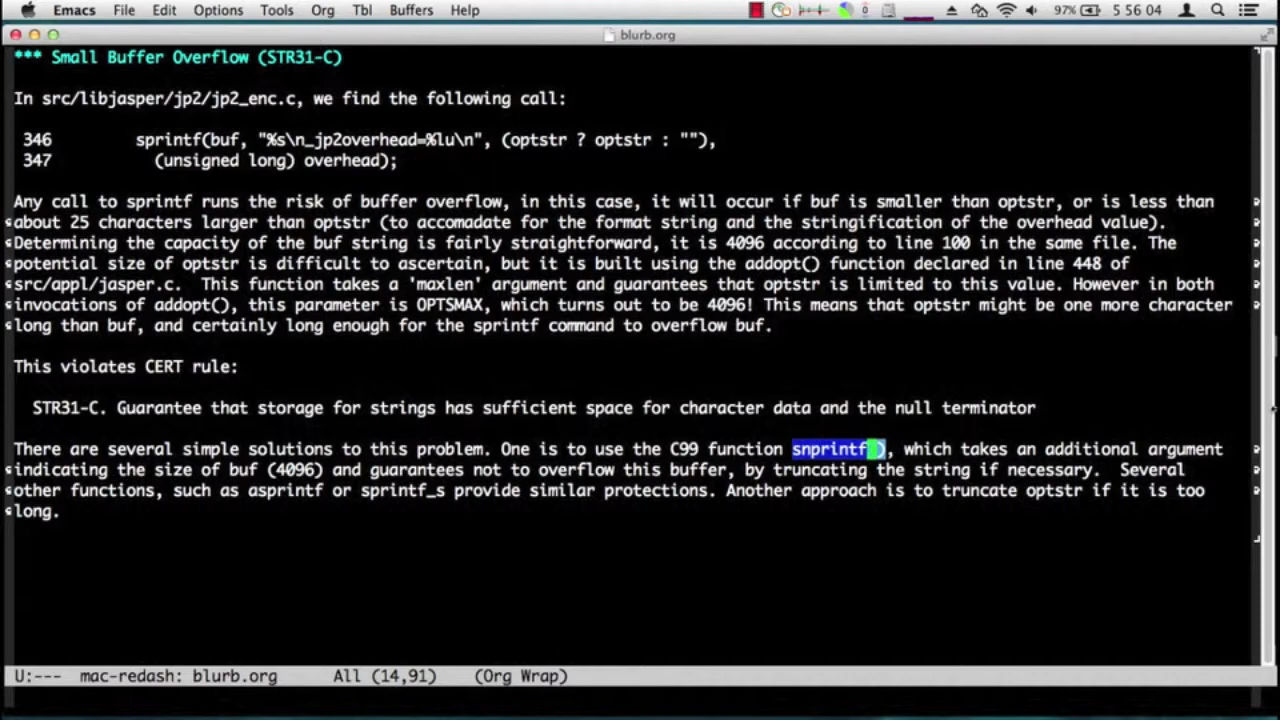 Emacs File Edit Options Tools Org Tbl Buffers Help 97% 5 56 04
blurb.org
*** Small Buffer Overflow (STR31-C)
In src/libjasper/jp2/jp2_enc.c, we find the following call:
346 sprintf(buf, "%s\n_jp2overhead=%lu\n", (optstr ? optstr : ""),
347 (unsigned long) overhead);
Any call to sprintf runs the risk of buffer overflow, in this case, it will occur if buf is smaller than optstr, or is less than
about 25 characters larger than optstr (to accomadate for the format string and the stringification of the overhead value).
Determining the capacity of the buf string is fairly straightforward, it is 4096 according to line 100 in the same file. The
potential size of optstr is difficult to ascertain, but it is built using the addopt() function declared in line 448 of
src/appl/jasper.c.  This function takes a 'maxlen' argument and guarantees that optstr is limited to this value. However in both
invocations of addopt(), this parameter is OPTSMAX, which turns out to be 4096! This means that optstr might be one more character
long than buf, and certainly long enough for the sprintf command to overflow buf.
This violates CERT rule:
STR31-C. Guarantee that storage for strings has sufficient space for character data and the null terminator
There are several simple solutions to this problem. One is to use the C99 function snprintf(), which takes an additional argument
indicating the size of buf (4096) and guarantees not to overflow this buffer, by truncating the string if necessary.  Several
other functions, such as asprintf or sprintf_s provide similar protections. Another approach is to truncate optstr if it is too
long.
U:--- mac-redash: blurb.org All (14,91) (Org Wrap)